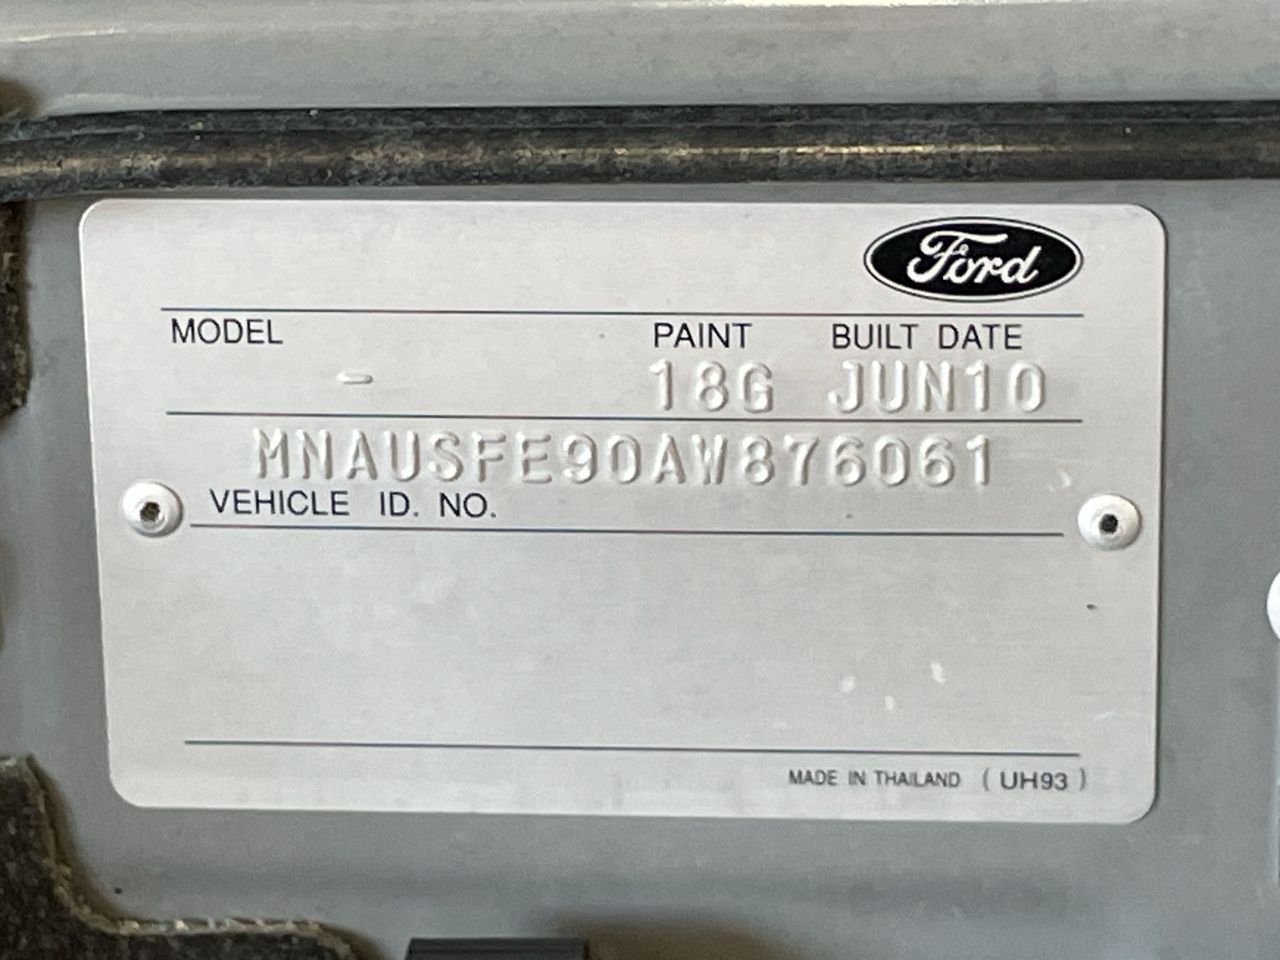 Ford
MODEL PAINT BUILT DATE
- 18G JUN10
MNAUSFE90AW876061
VEHICLE ID. NO.
MADE IN THAILAND (UH93)